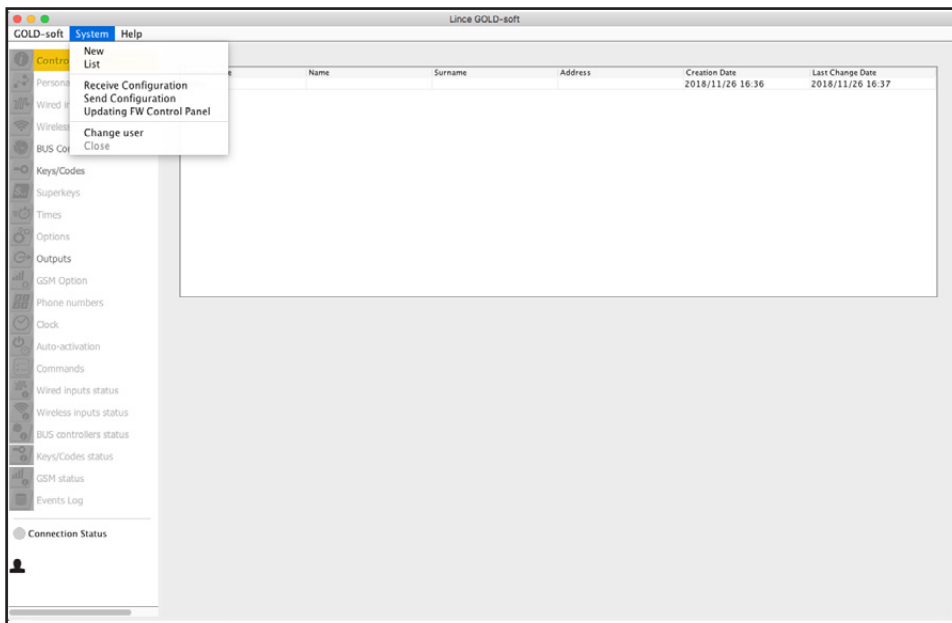 Lince GOLD-soft
GOLD-soft System Help
New
List
Receive Configuration
Send Configuration
Updating FW Control Panel
Change user
Close
Name Surname Address Creation Date Last Change Date
2018/11/26 16:36 2018/11/26 16:37
Keys/Codes
Superkeys
Times
Options
Outputs
GSM Option
Phone numbers
Clock
Auto-activation
Commands
Wired inputs status
Wireless inputs status
BUS controllers status
Keys/Codes status
GSM status
Events Log
Connection Status